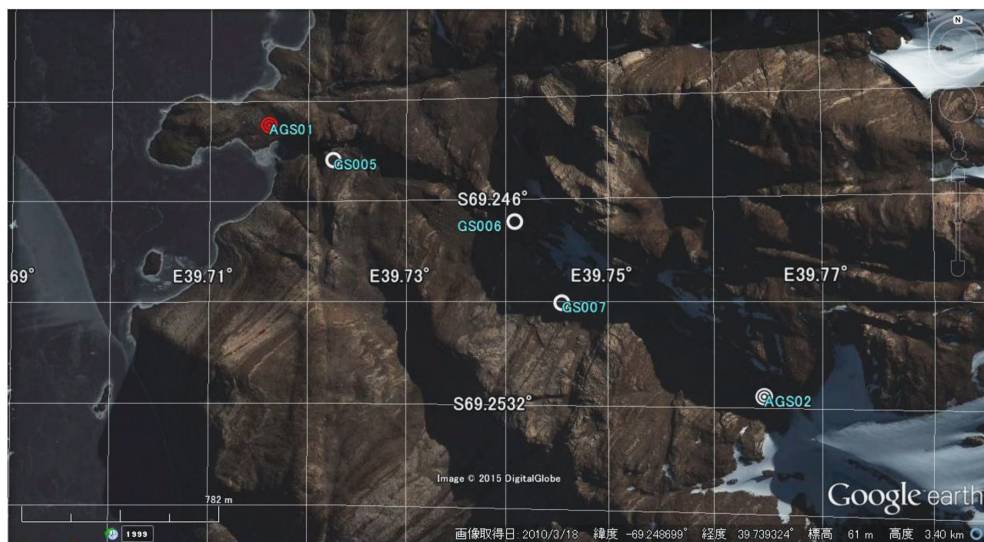 N
AGS01
GS005
S69.246°
GS006
.69°
E39.71°
E39.73°
E39.75°
E39.77°
GS007
AGS02
S69.2532°
Image © 2015 DigitalGlobe
Google earth
782 m
1999
画像取得日: 2010/3/18 緯度 -69.248699° 経度 39.739324° 標高 61 m 高度 3.40 km